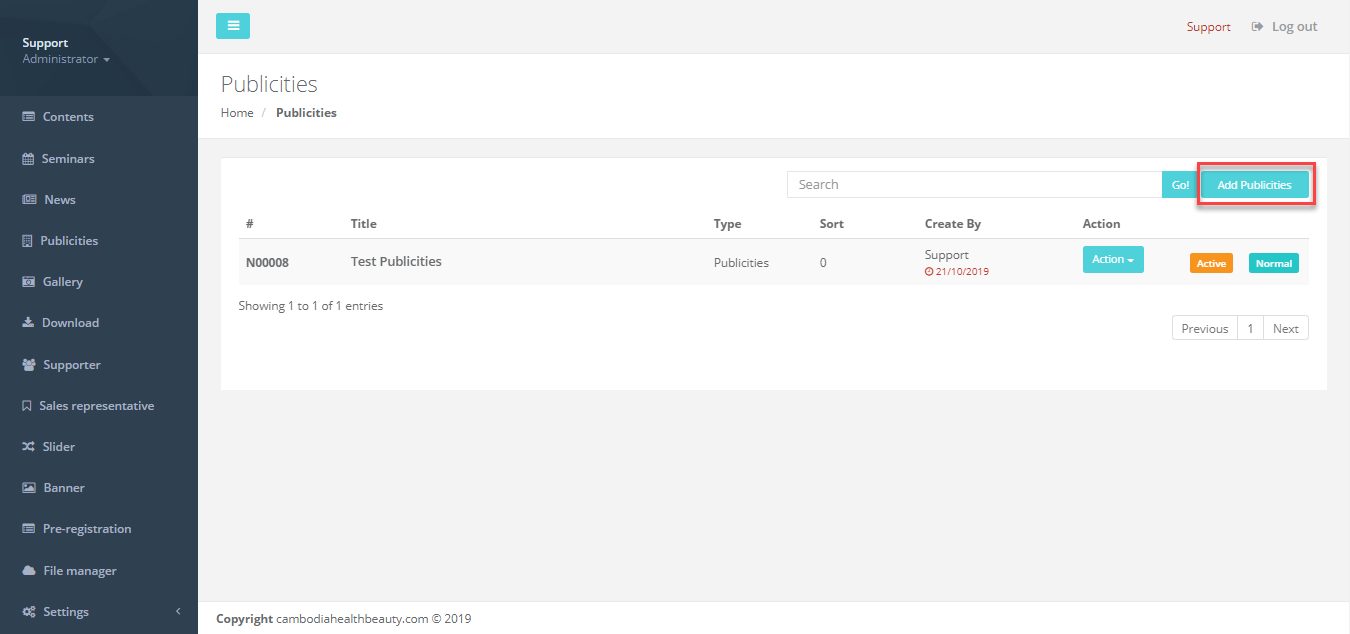 Support
Administrator
Contents
Seminars
News
Publicities
Gallery
Download
Supporter
Sales representative
Slider
Banner
Pre-registration
File manager
Settings
Support Log out
Publicities
Home / Publicities
Search Go! Add Publicities
# Title Type Sort Create By Action
N00008 Test Publicities Publicities 0 Support Action Active Normal
21/10/2019
Showing 1 to 1 of 1 entries
Previous 1 Next
Copyright cambodiahealthbeauty.com © 2019